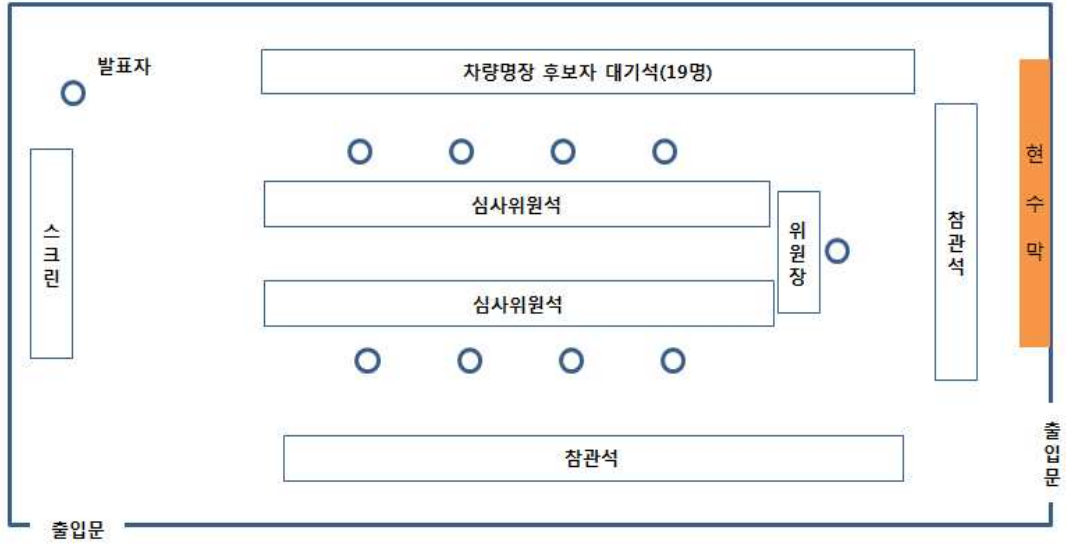 발표자
차량명장 후보자 대기석(19명)
현수막
심사위원석
스크린
위원장
참관석
심사위원석
출입문
참관석
출입문